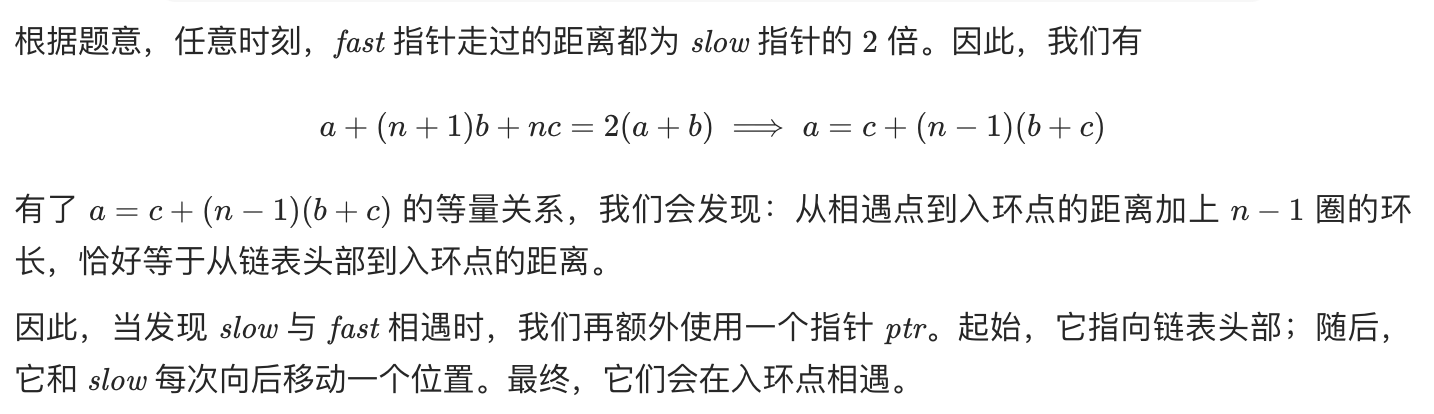 根据题意，任意时刻，fast 指针走过的距离都为 slow 指针的 2 倍。因此，我们有
a + (n + 1)b + nc = 2(a + b) ⟹ a = c + (n − 1)(b + c)
有了 a = c + (n − 1)(b + c) 的等量关系，我们会发现：从相遇点到入环点的距离加上 n − 1 圈的环
长，恰好等于从链表头部到入环点的距离。
因此，当发现 slow 与 fast 相遇时，我们再额外使用一个指针 ptr。起始，它指向链表头部；随后，
它和 slow 每次向后移动一个位置。最终，它们会在入环点相遇。